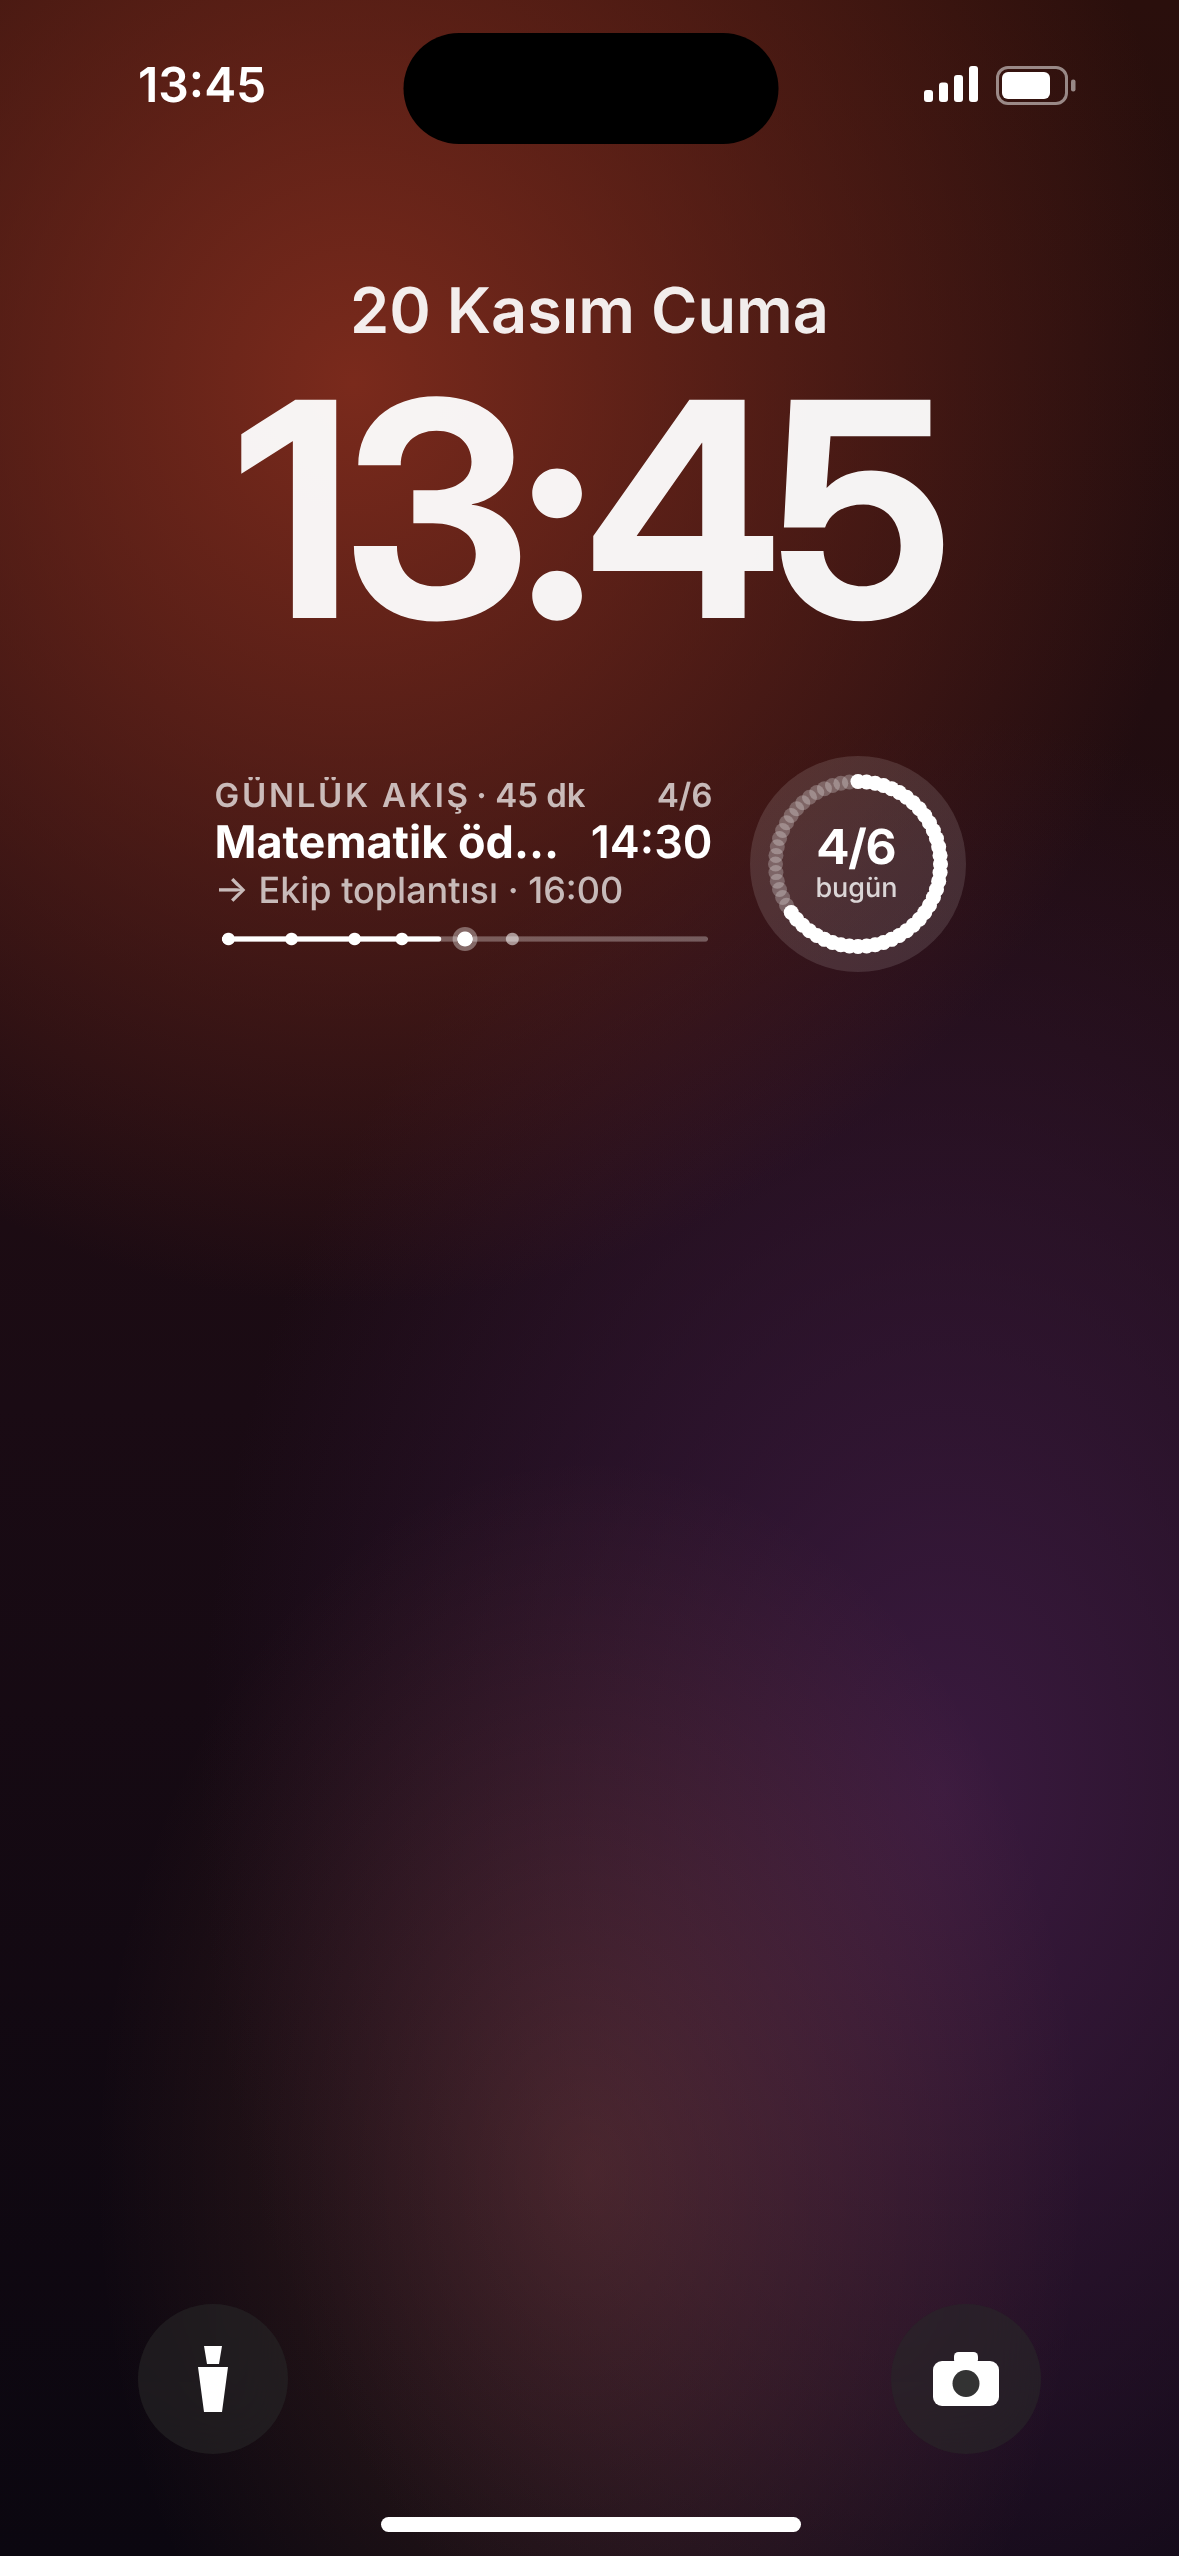 13:45
20 Kasım Cuma
13:45
GÜNLÜK AKIŞ · 45 dk 4/6
Matematik öd... 14:30
→ Ekip toplantısı · 16:00
4/6
bugün